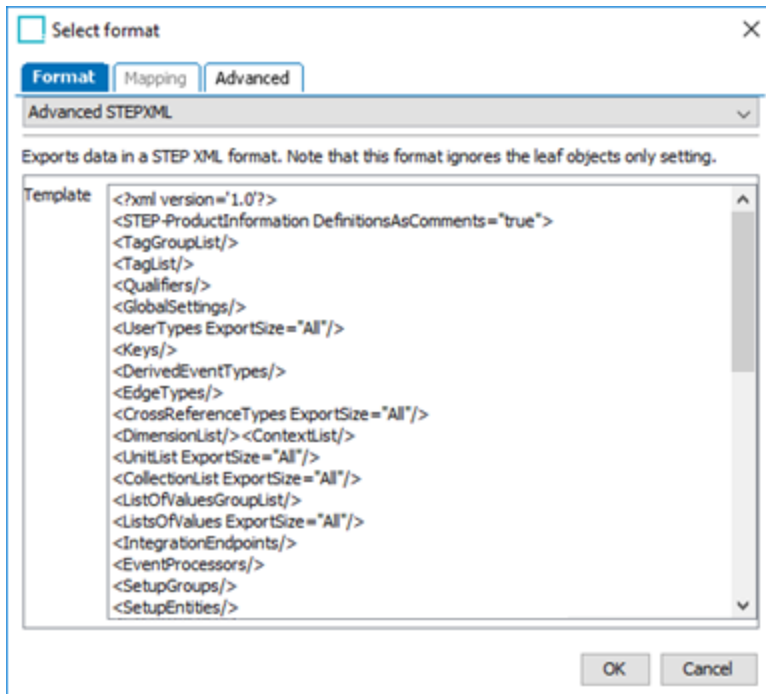 Select format
Format Mapping Advanced
Advanced STEPXML
Exports data in a STEP XML format. Note that this format ignores the leaf objects only setting.
Template
<?xml version='1.0'?>
<STEP-ProductInformation DefinitionsAsComments="true">
<TagGroupList/>
<TagList/>
<Qualifiers/>
<GlobalSettings/>
<UserTypes ExportSize="All"/>
<Keys/>
<DerivedEventTypes/>
<EdgeTypes/>
<CrossReferenceTypes ExportSize="All"/>
<DimensionList/><ContextList/>
<UnitList ExportSize="All"/>
<CollectionList ExportSize="All"/>
<ListOfValuesGroupList/>
<ListsOfValues ExportSize="All"/>
<IntegrationEndpoints/>
<EventProcessors/>
<SetupGroups/>
<SetupEntities/>
OK Cancel